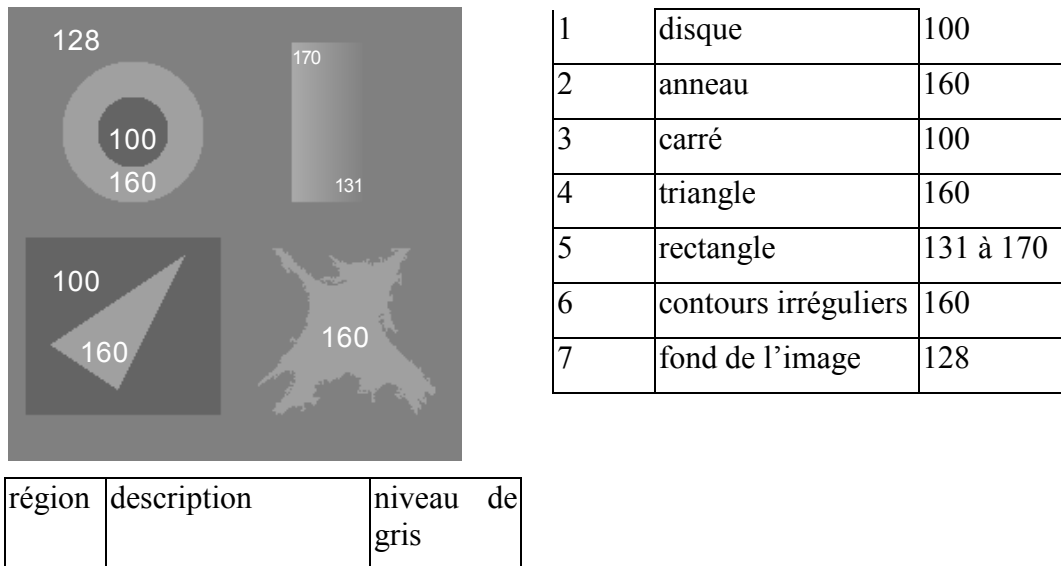 128
170
100
160
131
100
160
160
1 disque 100
2 anneau 160
3 carré 100
4 triangle 160
5 rectangle 131 à 170
6 contours irréguliers 160
7 fond de l’image 128
région description niveau de
gris